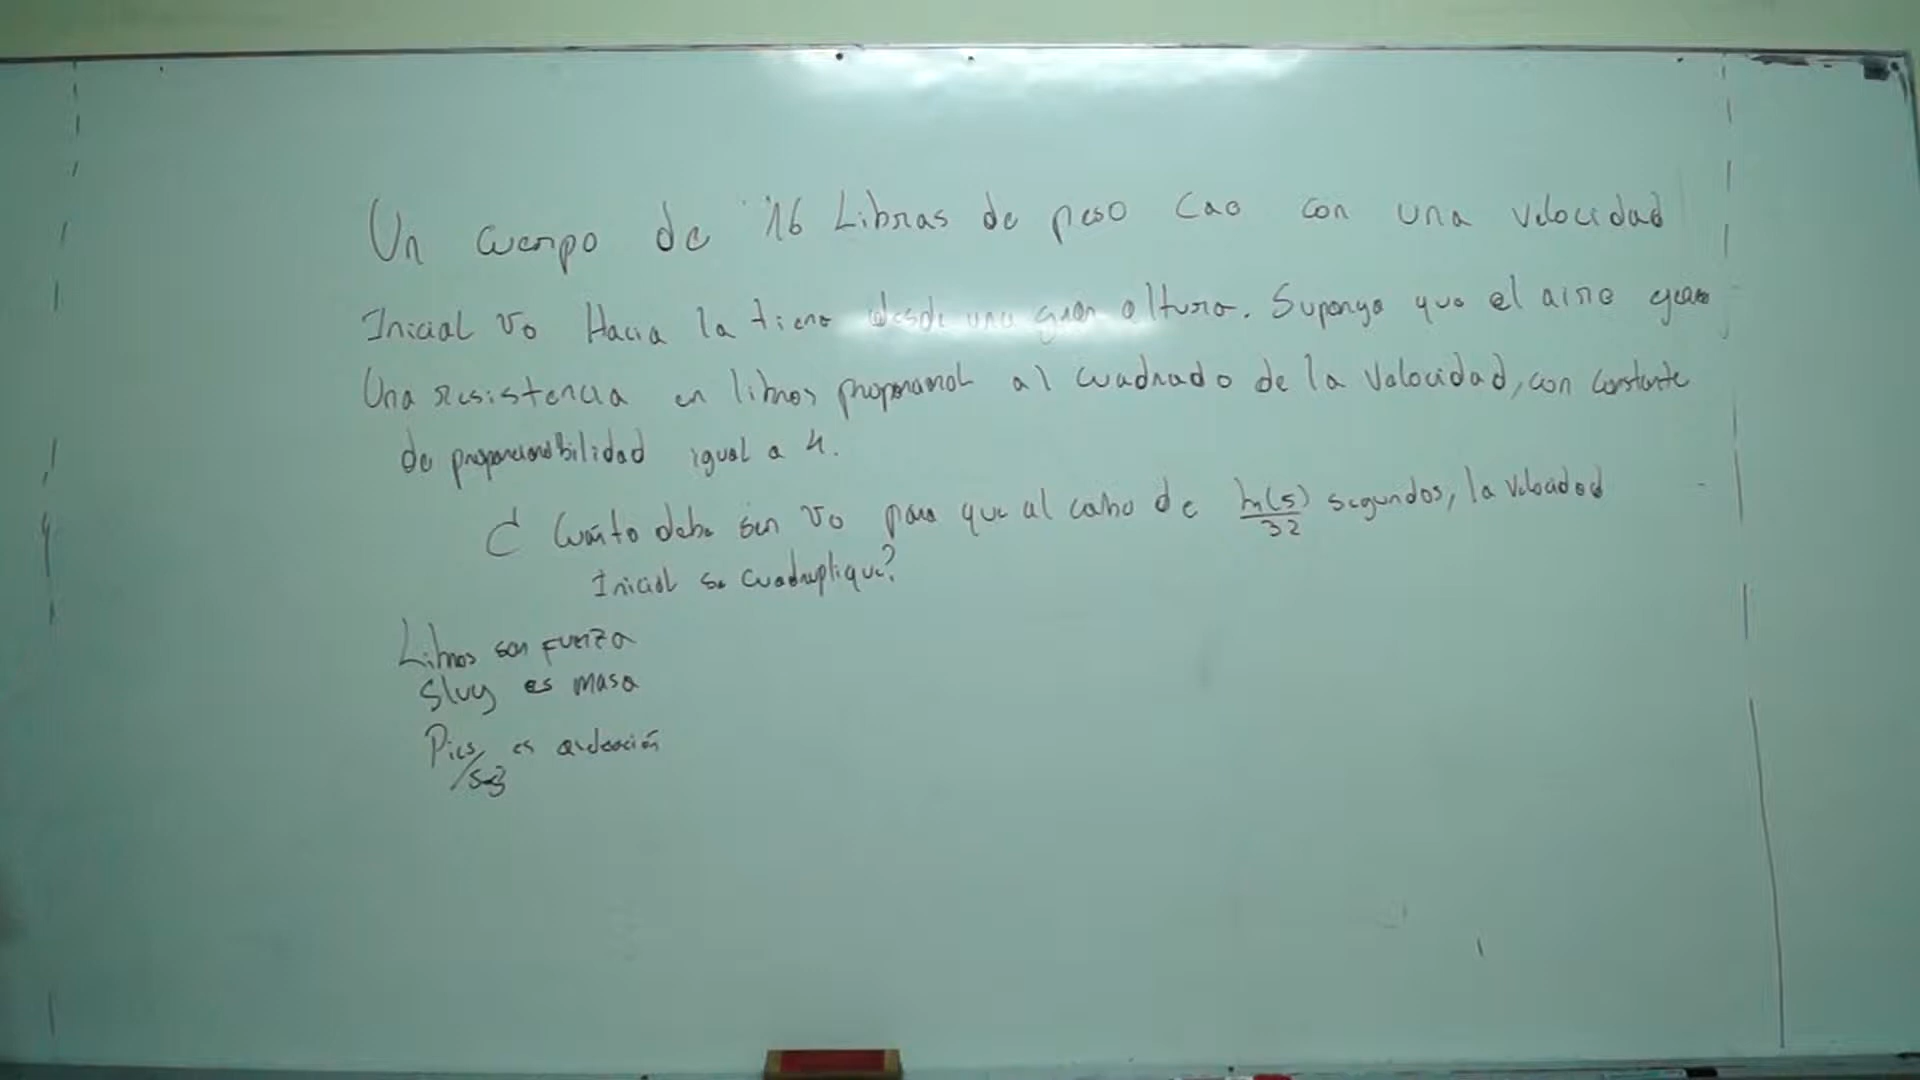 Un cuerpo de 16 Libras de peso cae con una velocidad
Inicial v0 Hacia la tierra desde una gran altura. Suponga que el aire ejerce
Una resistencia en libras proporcional al cuadrado de la Velocidad, con constante
de proporcionalidad igual a 4.
¿ Cuánto debe ser v0 para que al cabo de ln(5)/32 segundos, la velocidad
Inicial se cuadruplique?
Libras son fuerza
Slug es masa
Pies/seg² es aceleración